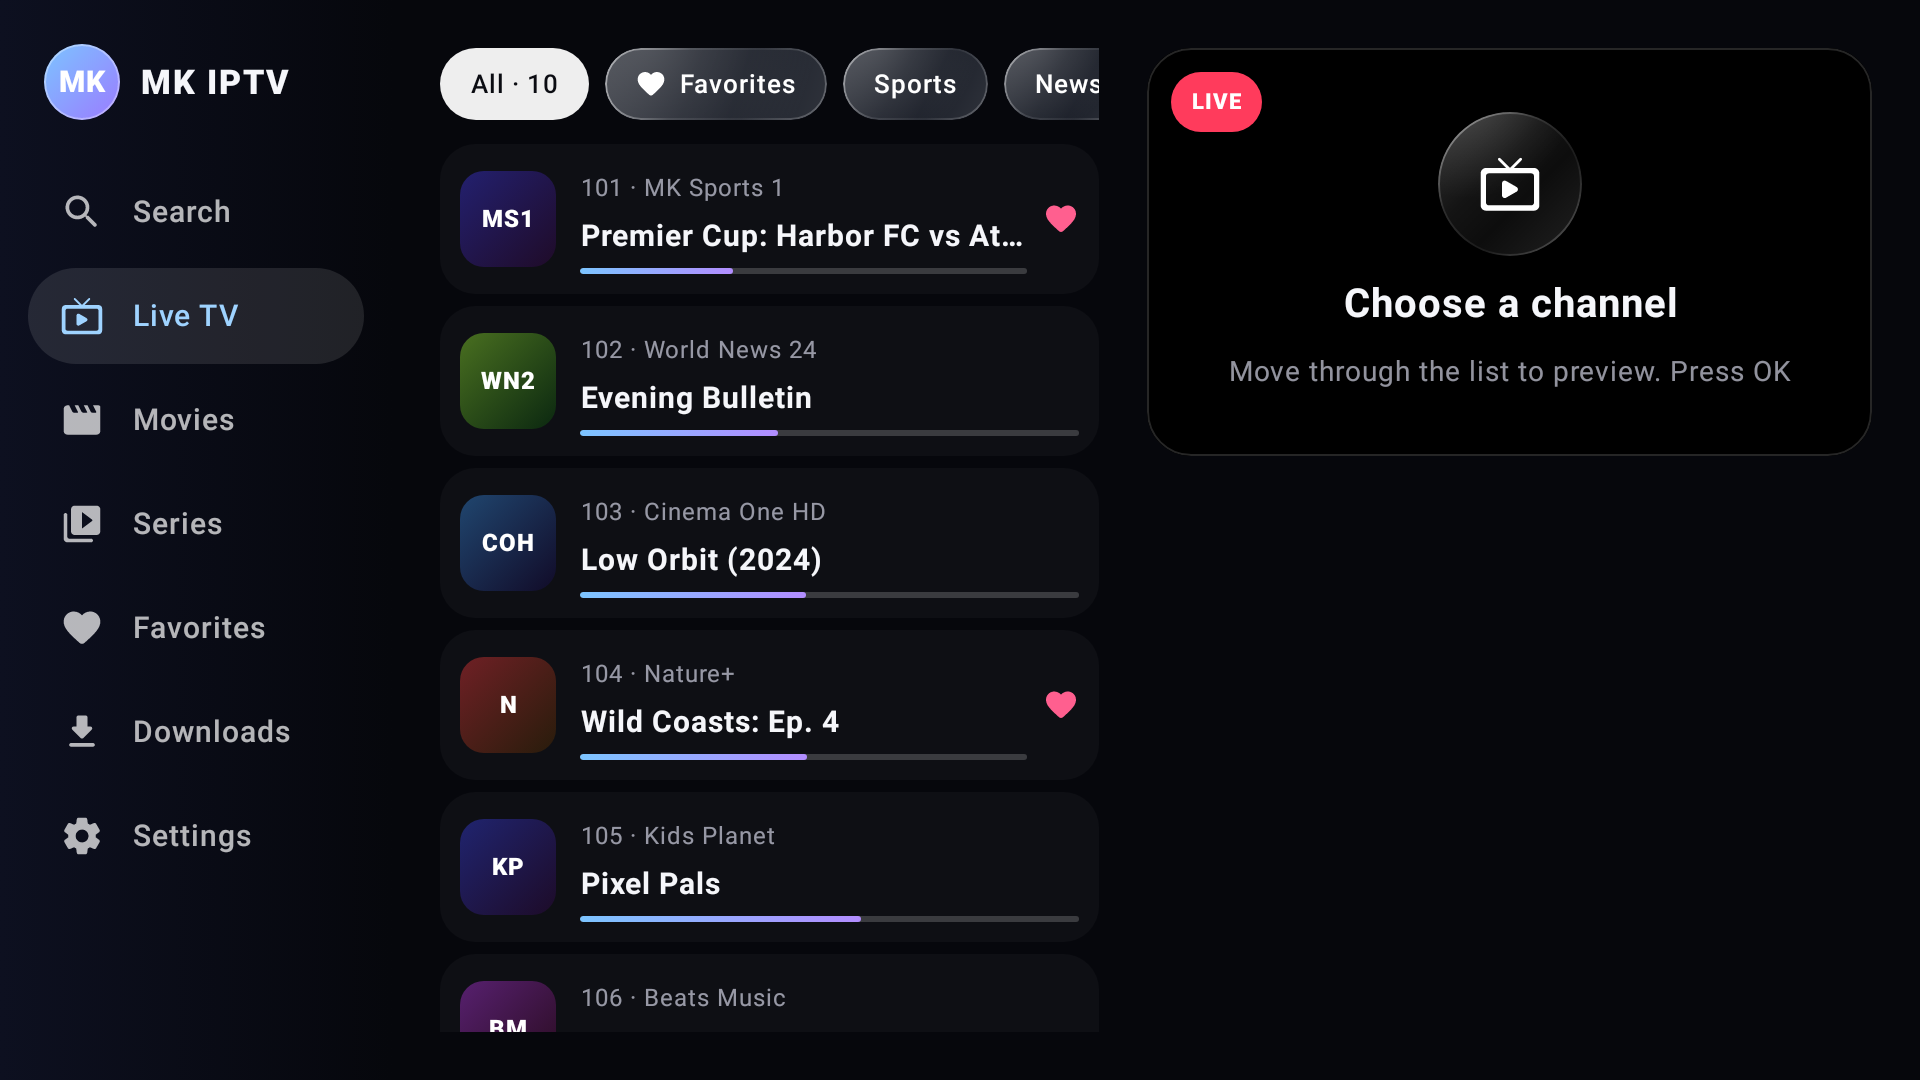 MK MK IPTV
Search
Live TV
Movies
Series
Favorites
Downloads
Settings
All · 10
Favorites
Sports
News
MS1
101 · MK Sports 1
Premier Cup: Harbor FC vs At...
WN2
102 · World News 24
Evening Bulletin
COH
103 · Cinema One HD
Low Orbit (2024)
N
104 · Nature+
Wild Coasts: Ep. 4
KP
105 · Kids Planet
Pixel Pals
BM
106 · Beats Music
LIVE
Choose a channel
Move through the list to preview. Press OK